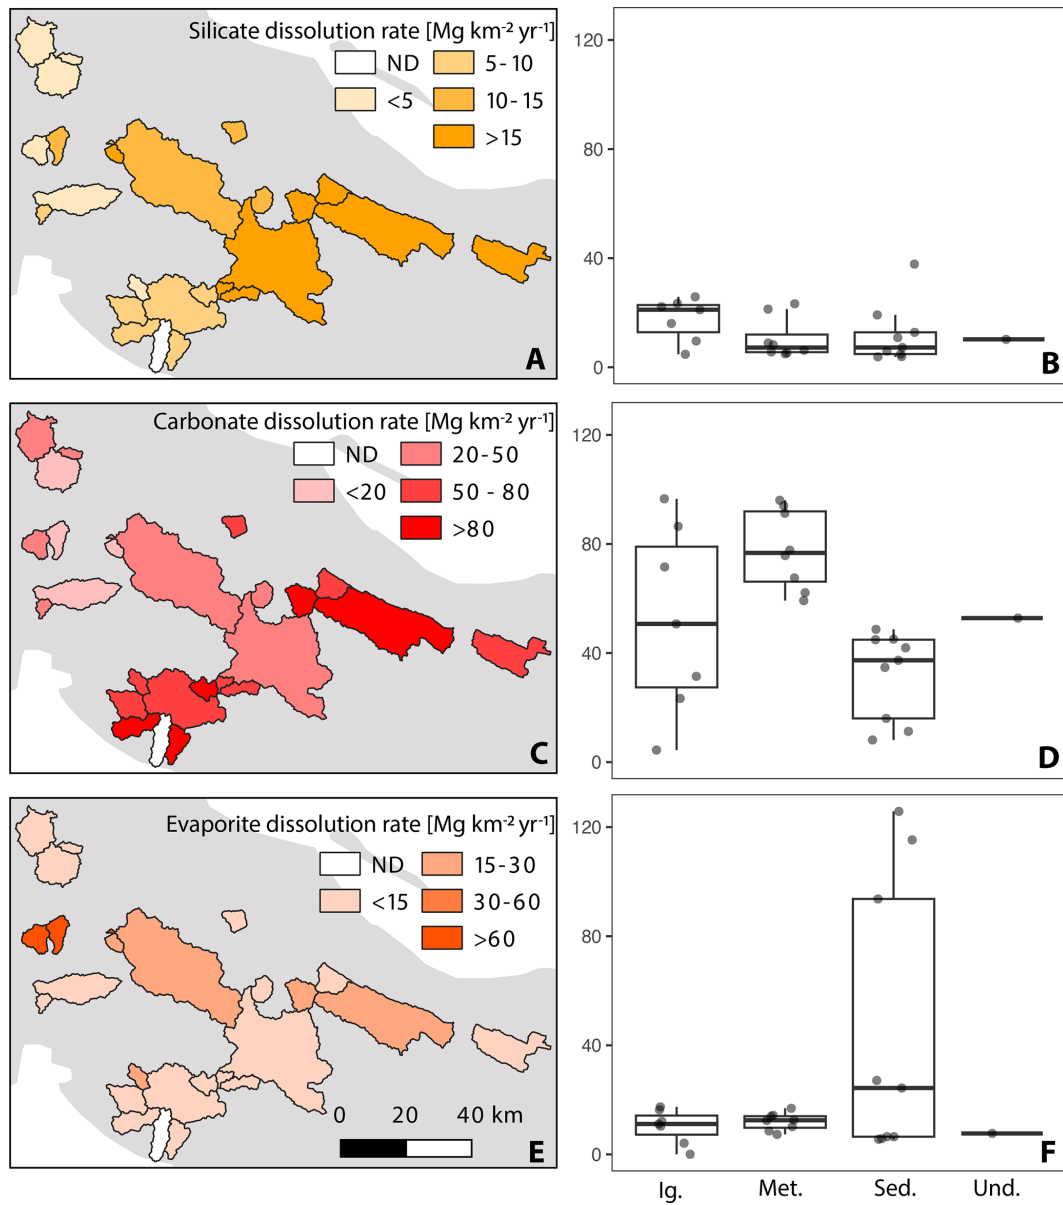 Silicate dissolution rate [Mg km⁻² yr⁻¹]
ND 5-10
<5 10-15
>15
A
120
80
40
0
B
Carbonate dissolution rate [Mg km⁻² yr⁻¹]
ND 20-50
<20 50 - 80
>80
C
120
80
40
0
D
Evaporite dissolution rate [Mg km⁻² yr⁻¹]
ND 15-30
<15 30-60
>60
0 20 40 km
E
120
80
40
0
F
Ig. Met. Sed. Und.